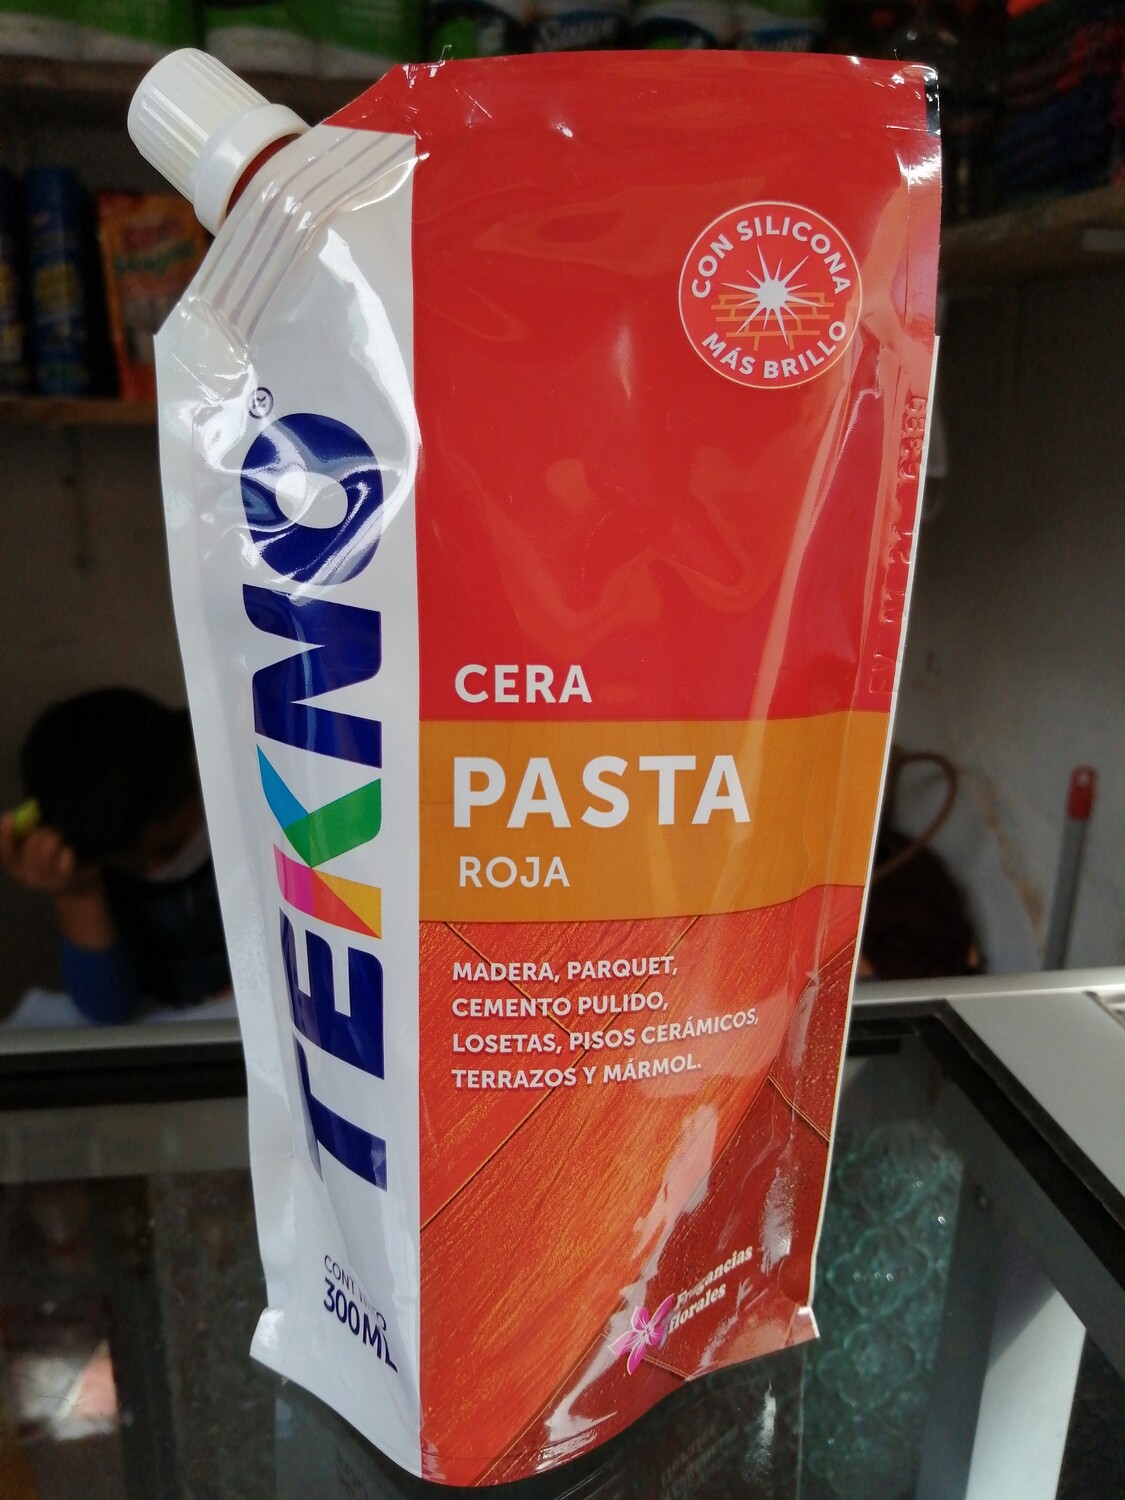 CON SILICONA
MÁS BRILLO
TEKMO®
CERA
PASTA
ROJA
MADERA, PARQUET,
CEMENTO PULIDO,
LOSETAS, PISOS CERÁMICOS,
TERRAZOS Y MÁRMOL.
Fragancias
florales
300 ML